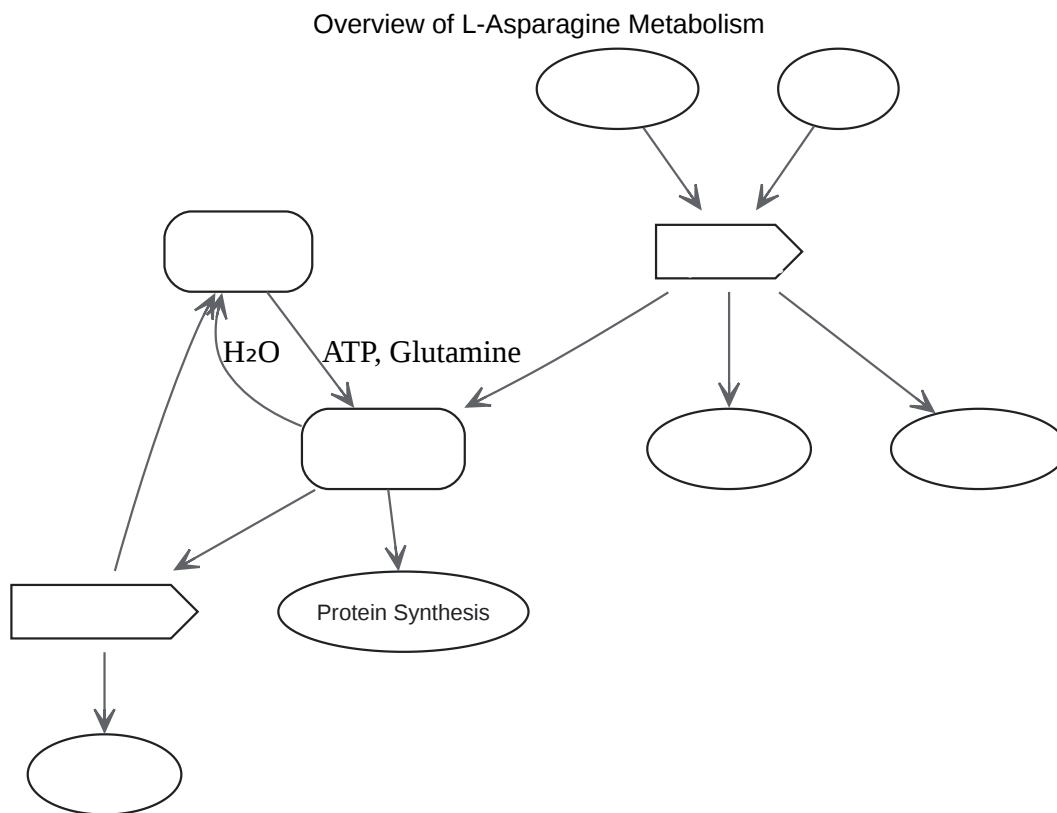 Overview of L-Asparagine Metabolism
H₂O
ATP, Glutamine
Protein Synthesis